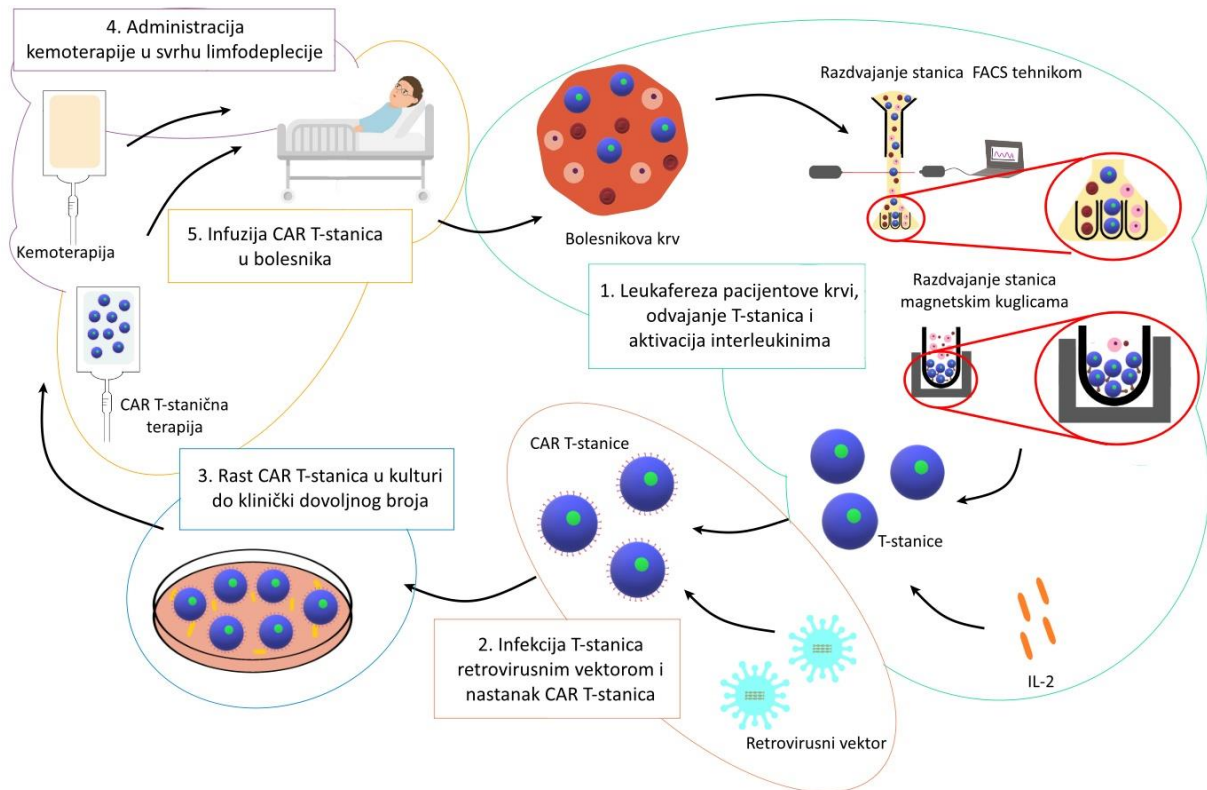 4. Administracija
kemoterapije u svrhu limfodeplecije
Kemoterapija
5. Infuzija CAR T-stanica
u bolesnika
CAR T-stanična
terapija
Bolesnikova krv
Razdvajanje stanica FACS tehnikom
Razdvajanje stanica
magnetskim kuglicama
1. Leukafereza pacijentove krvi,
odvajanje T-stanica i
aktivacija interleukinima
T-stanice
IL-2
CAR T-stanice
2. Infekcija T-stanica
retrovirusnim vektorom i
nastanak CAR T-stanica
Retrovirusni vektor
3. Rast CAR T-stanica u kulturi
do klinički dovoljnog broja